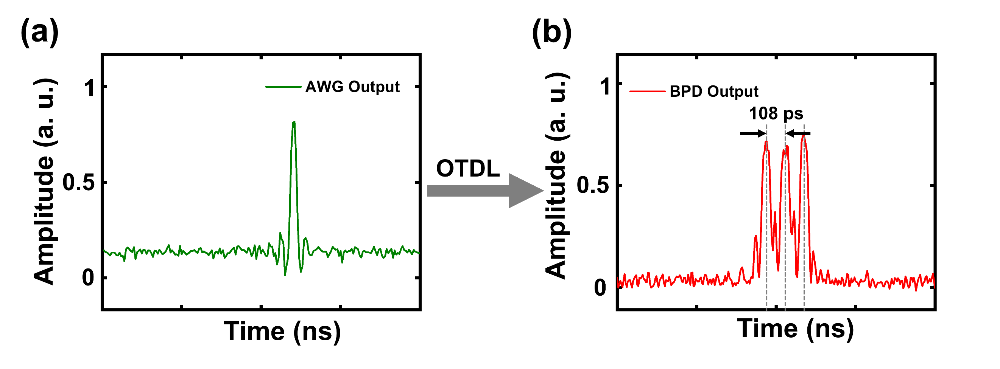 (a)
Amplitude (a. u.)
1
0.5
0
AWG Output
Time (ns)
OTDL
(b)
Amplitude (a. u.)
1
0.5
0
BPD Output
108 ps
Time (ns)